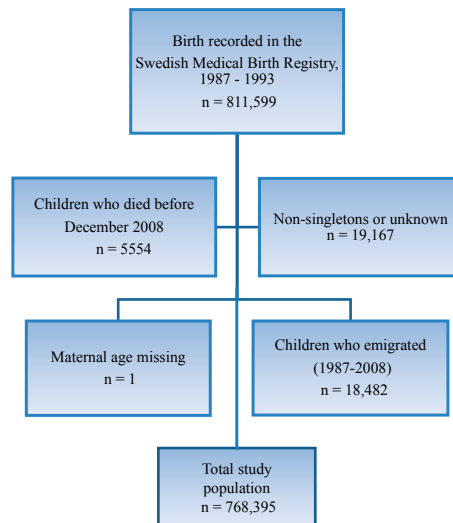 Birth recorded in the
Swedish Medical Birth Registry,
1987 - 1993
n = 811,599
Children who died before
December 2008
n = 5554
Non-singletons or unknown
n = 19,167
Maternal age missing
n = 1
Children who emigrated
(1987-2008)
n = 18,482
Total study
population
n = 768,395